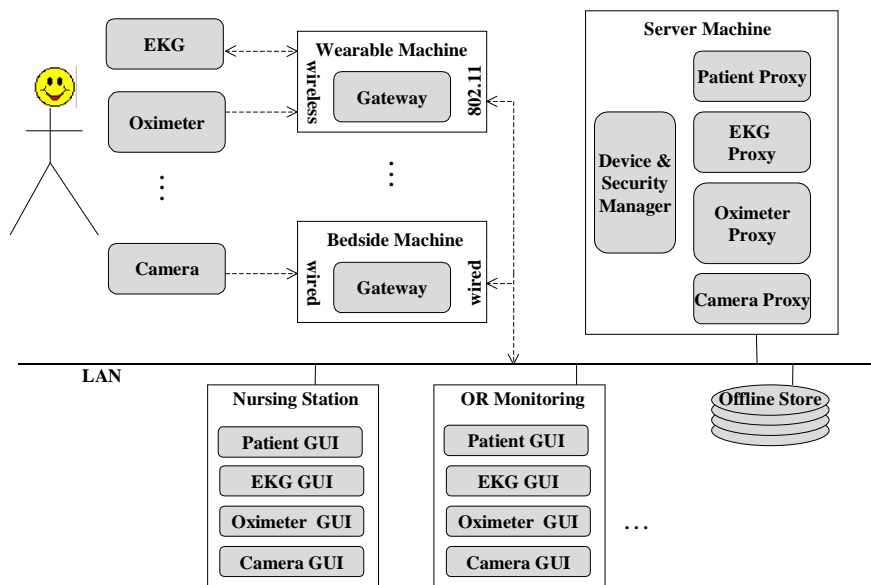 EKG
Oximeter
...
Camera
Wearable Machine
wireless
Gateway
802.11
...
Bedside Machine
wired
Gateway
wired
Server Machine
Device &
Security
Manager
Patient Proxy
EKG
Proxy
Oximeter
Proxy
Camera Proxy
LAN
Nursing Station
Patient GUI
EKG GUI
Oximeter GUI
Camera GUI
OR Monitoring
Patient GUI
EKG GUI
Oximeter GUI
Camera GUI
...
Offline Store